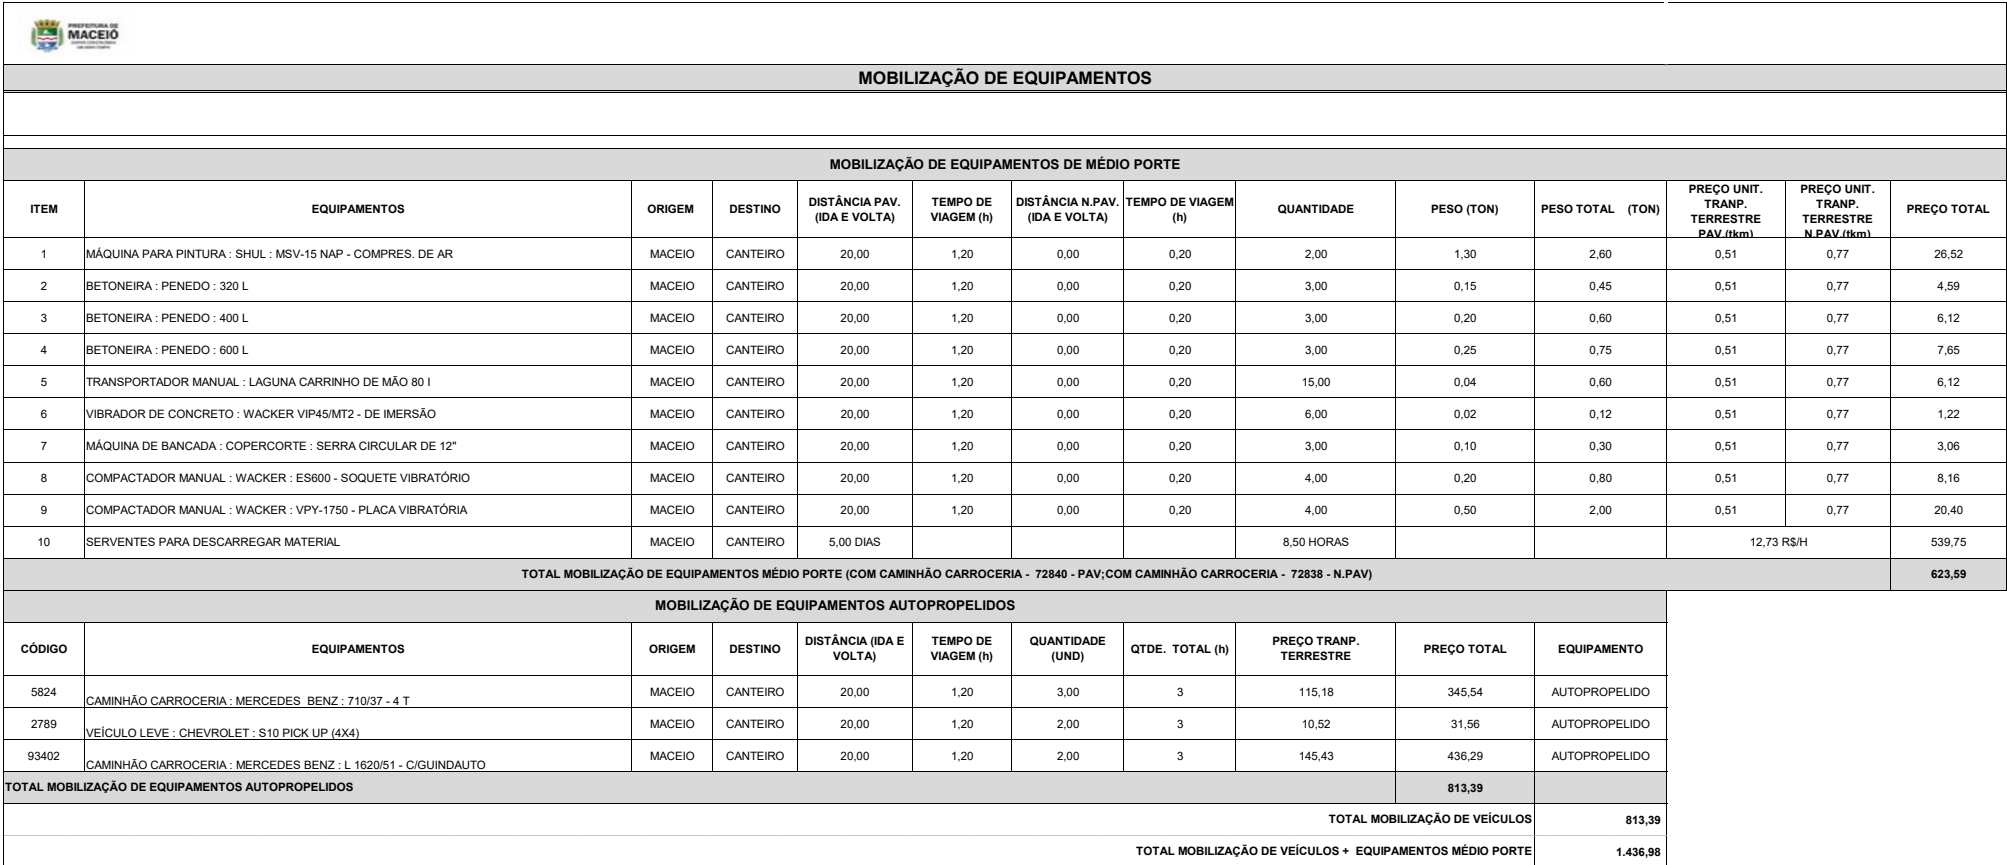 PREFEITURA DE
MACEIÓ
MOBILIZAÇÃO DE EQUIPAMENTOS
MOBILIZAÇÃO DE EQUIPAMENTOS DE MÉDIO PORTE
ITEM EQUIPAMENTOS ORIGEM DESTINO DISTÂNCIA PAV. (IDA E VOLTA) TEMPO DE VIAGEM (h) DISTÂNCIA N.PAV. (IDA E VOLTA) TEMPO DE VIAGEM (h) QUANTIDADE PESO (TON) PESO TOTAL (TON) PREÇO UNIT. TRANP. TERRESTRE PAV.(tkm) PREÇO UNIT. TRANP. TERRESTRE N.PAV.(tkm) PREÇO TOTAL
1 MÁQUINA PARA PINTURA : SHUL : MSV-15 NAP - COMPRES. DE AR MACEIO CANTEIRO 20,00 1,20 0,00 0,20 2,00 1,30 2,60 0,51 0,77 26,52
2 BETONEIRA : PENEDO : 320 L MACEIO CANTEIRO 20,00 1,20 0,00 0,20 3,00 0,15 0,45 0,51 0,77 4,59
3 BETONEIRA : PENEDO : 400 L MACEIO CANTEIRO 20,00 1,20 0,00 0,20 3,00 0,20 0,60 0,51 0,77 6,12
4 BETONEIRA : PENEDO : 600 L MACEIO CANTEIRO 20,00 1,20 0,00 0,20 3,00 0,25 0,75 0,51 0,77 7,65
5 TRANSPORTADOR MANUAL : LAGUNA CARRINHO DE MÃO 80 l MACEIO CANTEIRO 20,00 1,20 0,00 0,20 15,00 0,04 0,60 0,51 0,77 6,12
6 VIBRADOR DE CONCRETO : WACKER VIP45/MT2 - DE IMERSÃO MACEIO CANTEIRO 20,00 1,20 0,00 0,20 6,00 0,02 0,12 0,51 0,77 1,22
7 MÁQUINA DE BANCADA : COPERCORTE : SERRA CIRCULAR DE 12" MACEIO CANTEIRO 20,00 1,20 0,00 0,20 3,00 0,10 0,30 0,51 0,77 3,06
8 COMPACTADOR MANUAL : WACKER : ES600 - SOQUETE VIBRATÓRIO MACEIO CANTEIRO 20,00 1,20 0,00 0,20 4,00 0,20 0,80 0,51 0,77 8,16
9 COMPACTADOR MANUAL : WACKER : VPY-1750 - PLACA VIBRATÓRIA MACEIO CANTEIRO 20,00 1,20 0,00 0,20 4,00 0,50 2,00 0,51 0,77 20,40
10 SERVENTES PARA DESCARREGAR MATERIAL MACEIO CANTEIRO 5,00 DIAS 8,50 HORAS 12,73 R$/H 539,75
TOTAL MOBILIZAÇÃO DE EQUIPAMENTOS MÉDIO PORTE (COM CAMINHÃO CARROCERIA - 72840 - PAV;COM CAMINHÃO CARROCERIA - 72838 - N.PAV) 623,59
MOBILIZAÇÃO DE EQUIPAMENTOS AUTOPROPELIDOS
CÓDIGO EQUIPAMENTOS ORIGEM DESTINO DISTÂNCIA (IDA E VOLTA) TEMPO DE VIAGEM (h) QUANTIDADE (UND) QTDE. TOTAL (h) PREÇO TRANP. TERRESTRE PREÇO TOTAL EQUIPAMENTO
5824 CAMINHÃO CARROCERIA : MERCEDES BENZ : 710/37 - 4 T MACEIO CANTEIRO 20,00 1,20 3,00 3 115,18 345,54 AUTOPROPELIDO
2789 VEÍCULO LEVE : CHEVROLET : S10 PICK UP (4X4) MACEIO CANTEIRO 20,00 1,20 2,00 3 10,52 31,56 AUTOPROPELIDO
93402 CAMINHÃO CARROCERIA : MERCEDES BENZ : L 1620/51 - C/GUINDAUTO MACEIO CANTEIRO 20,00 1,20 2,00 3 145,43 436,29 AUTOPROPELIDO
TOTAL MOBILIZAÇÃO DE EQUIPAMENTOS AUTOPROPELIDOS 813,39
TOTAL MOBILIZAÇÃO DE VEÍCULOS 813,39
TOTAL MOBILIZAÇÃO DE VEÍCULOS + EQUIPAMENTOS MÉDIO PORTE 1.436,98